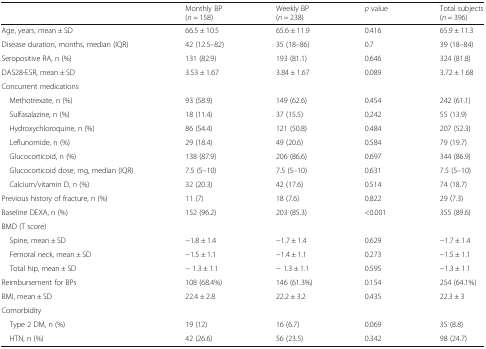 Monthly BP (n = 158) Weekly BP (n = 238) p value Total subjects (n = 396)
Age, years, mean ± SD 66.5 ± 10.5 65.6 ± 11.9 0.416 65.9 ± 11.3
Disease duration, months, median (IQR) 42 (12.5–82) 35 (18–86) 0.7 39 (18–84)
Seropositive RA, n (%) 131 (82.9) 193 (81.1) 0.646 324 (81.8)
DAS28-ESR, mean ± SD 3.53 ± 1.67 3.84 ± 1.67 0.089 3.72 ± 1.68
Concurrent medications
Methotrexate, n (%) 93 (58.9) 149 (62.6) 0.454 242 (61.1)
Sulfasalazine, n (%) 18 (11.4) 37 (15.5) 0.242 55 (13.9)
Hydroxychloroquine, n (%) 86 (54.4) 121 (50.8) 0.484 207 (52.3)
Leflunomide, n (%) 29 (18.4) 49 (20.6) 0.584 79 (19.7)
Glucocorticoid, n (%) 138 (87.9) 206 (86.6) 0.697 344 (86.9)
Glucocorticoid dose, mg, median (IQR) 7.5 (5–10) 7.5 (5–10) 0.631 7.5 (5–10)
Calcium/vitamin D, n (%) 32 (20.3) 42 (17.6) 0.514 74 (18.7)
Previous history of fracture, n (%) 11 (7) 18 (7.6) 0.822 29 (7.3)
Baseline DEXA, n (%) 152 (96.2) 203 (85.3) <0.001 355 (89.6)
BMD (T score)
Spine, mean ± SD −1.8 ± 1.4 −1.7 ± 1.4 0.629 −1.7 ± 1.4
Femoral neck, mean ± SD −1.5 ± 1.1 −1.4 ± 1.1 0.273 −1.5 ± 1.1
Total hip, mean ± SD − 1.3 ± 1.1 − 1.3 ± 1.1 0.595 −1.3 ± 1.1
Reimbursement for BPs 108 (68.4%) 146 (61.3%) 0.154 254 (64.1%)
BMI, mean ± SD 22.4 ± 2.8 22.2 ± 3.2 0.435 22.3 ± 3
Comorbidity
Type 2 DM, n (%) 19 (12) 16 (6.7) 0.069 35 (8.8)
HTN, n (%) 42 (26.6) 56 (23.5) 0.342 98 (24.7)